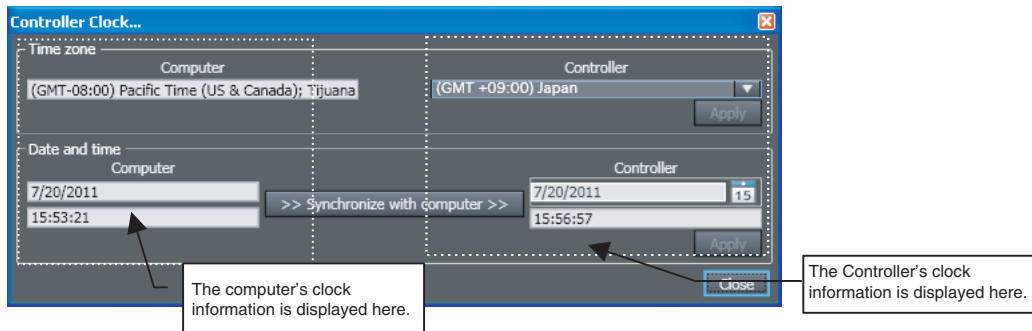 Controller Clock...
Time zone
Computer
Controller
(GMT-08:00) Pacific Time (US & Canada); Tijuana
(GMT +09:00) Japan
Apply
Date and time
Computer
Controller
7/20/2011
>> Synchronize with computer >>
7/20/2011
15
15:53:21
15:56:57
Apply
Close
The computer's clock
information is displayed here.
The Controller's clock
information is displayed here.